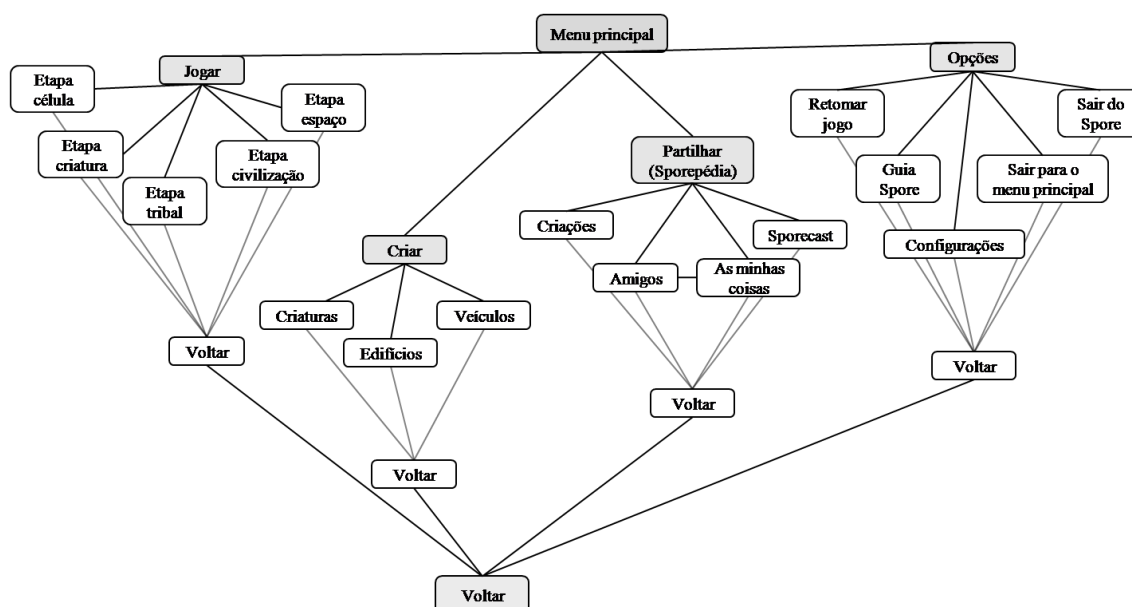 Menu principal
Jogar
Etapa
célula
Etapa
criatura
Etapa
tribal
Etapa
civilização
Etapa
espaço
Voltar
Criar
Criaturas
Edifícios
Veículos
Voltar
Partilhar
(Sporepédia)
Criações
Amigos
As minhas
coisas
Sporecast
Voltar
Opções
Retomar
jogo
Guia
Spore
Configurações
Sair para o
menu principal
Sair do
Spore
Voltar
Voltar